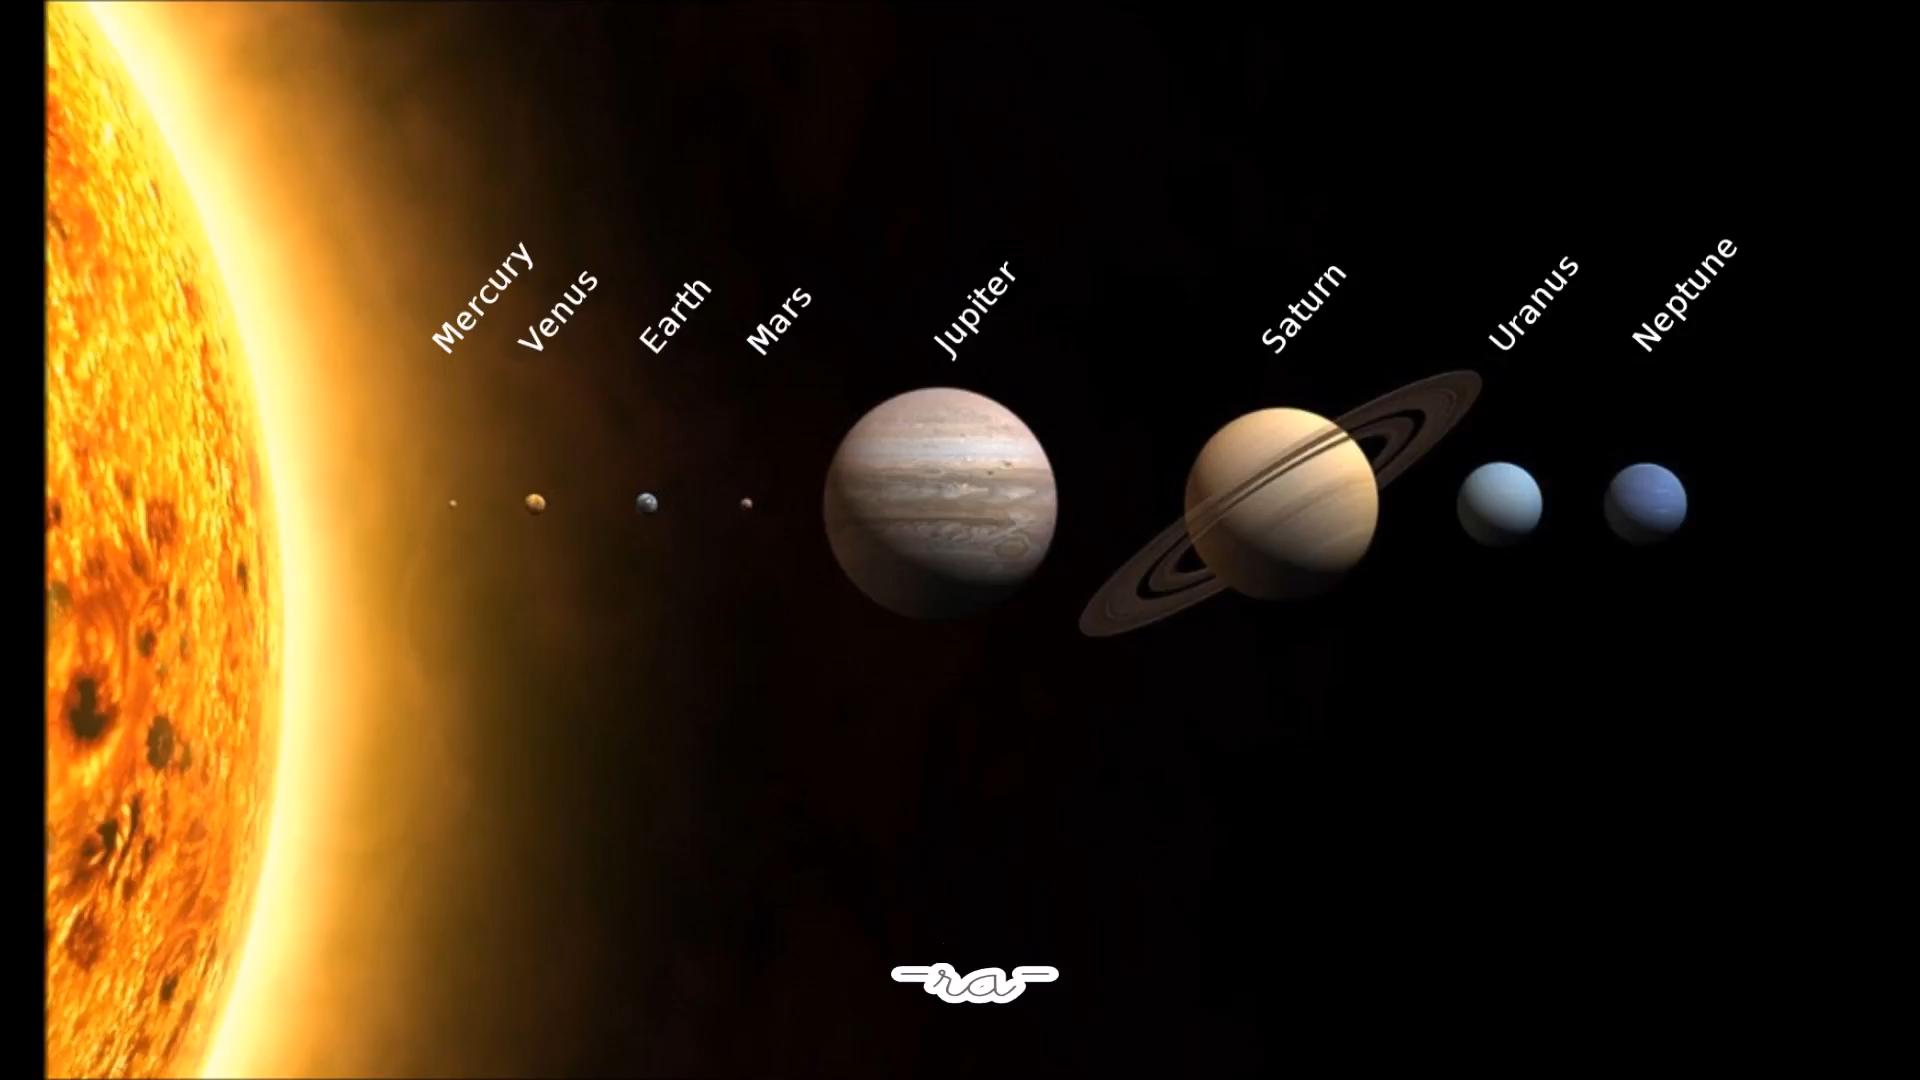 Mercury
Venus
Earth
Mars
Jupiter
Saturn
Uranus
Neptune
-ra-